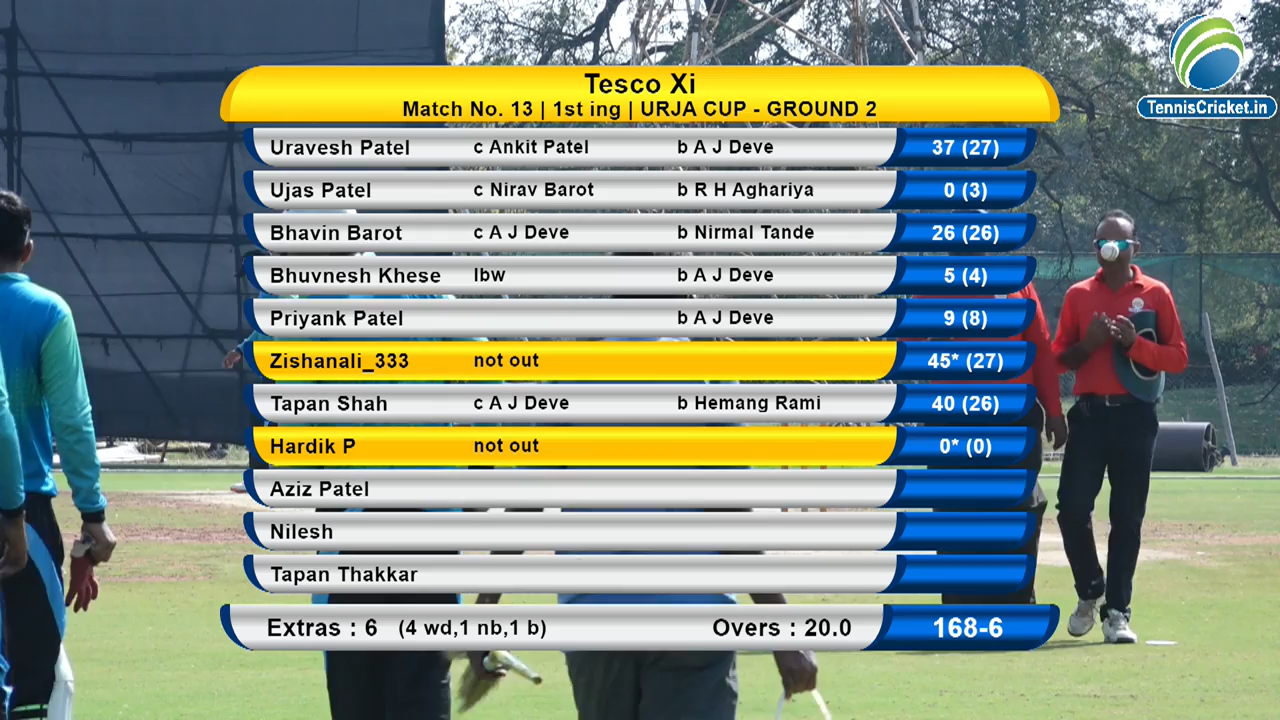 TennisCricket.in
Tesco Xi
Match No. 13 | 1st ing | URJA CUP - GROUND 2
Uravesh Patel c Ankit Patel b A J Deve 37 (27)
Ujas Patel c Nirav Barot b R H Aghariya 0 (3)
Bhavin Barot c A J Deve b Nirmal Tande 26 (26)
Bhuvnesh Khese lbw b A J Deve 5 (4)
Priyank Patel b A J Deve 9 (8)
Zishanali_333 not out 45* (27)
Tapan Shah c A J Deve b Hemang Rami 40 (26)
Hardik P not out 0* (0)
Aziz Patel
Nilesh
Tapan Thakkar
Extras : 6 (4 wd,1 nb,1 b) Overs : 20.0 168-6